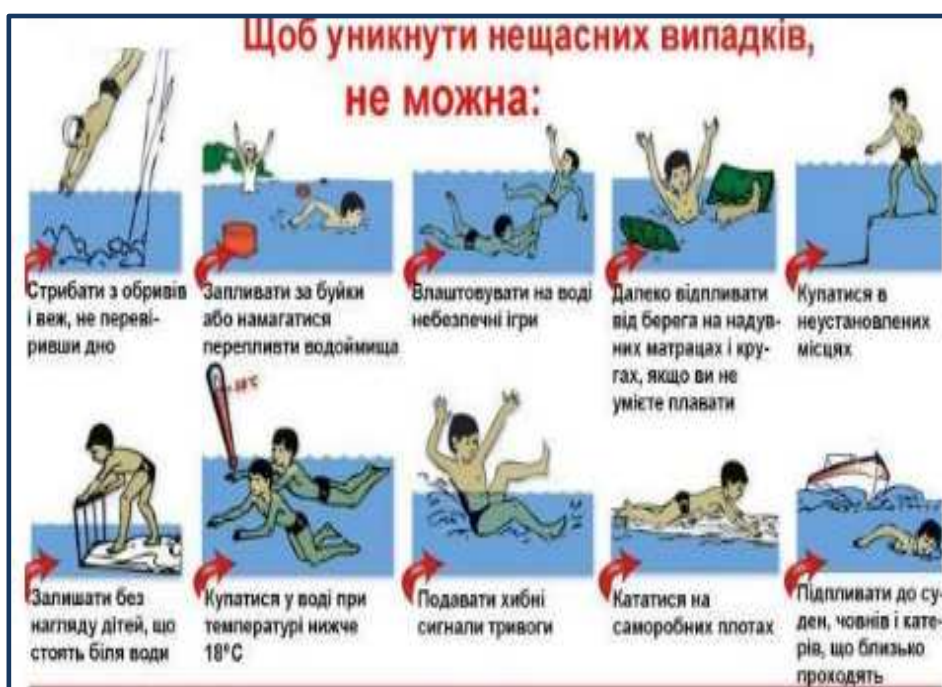 Щоб уникнути нещасних випадків,
не можна:
Стрибати з обривів
і веж, не переві-
ривши дно
Запливати за буйки
або намагатися
перепливти водоймища
Влаштовувати на воді
небезпечні ігри
Далеко відпливати
від берега на надув-
них матрацах і кру-
гах, якщо ви не
умієте плавати
Купатися в
неустановлених
місцях
18°C
Залишати без
нагляду дітей, що
стоять біля води
Купатися у воді при
температурі нижче
18°С
Подавати хибні
сигнали тривоги
Кататися на
саморобних плотах
Підпливати до су-
ден, човнів і кате-
рів, що близько
проходять